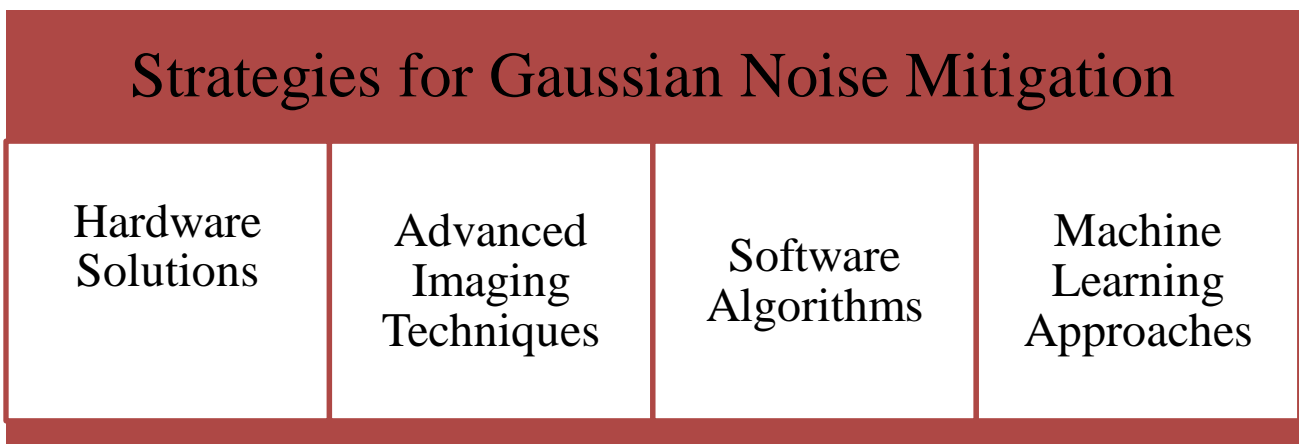 Strategies for Gaussian Noise Mitigation
Hardware
Solutions
Advanced
Imaging
Techniques
Software
Algorithms
Machine
Learning
Approaches